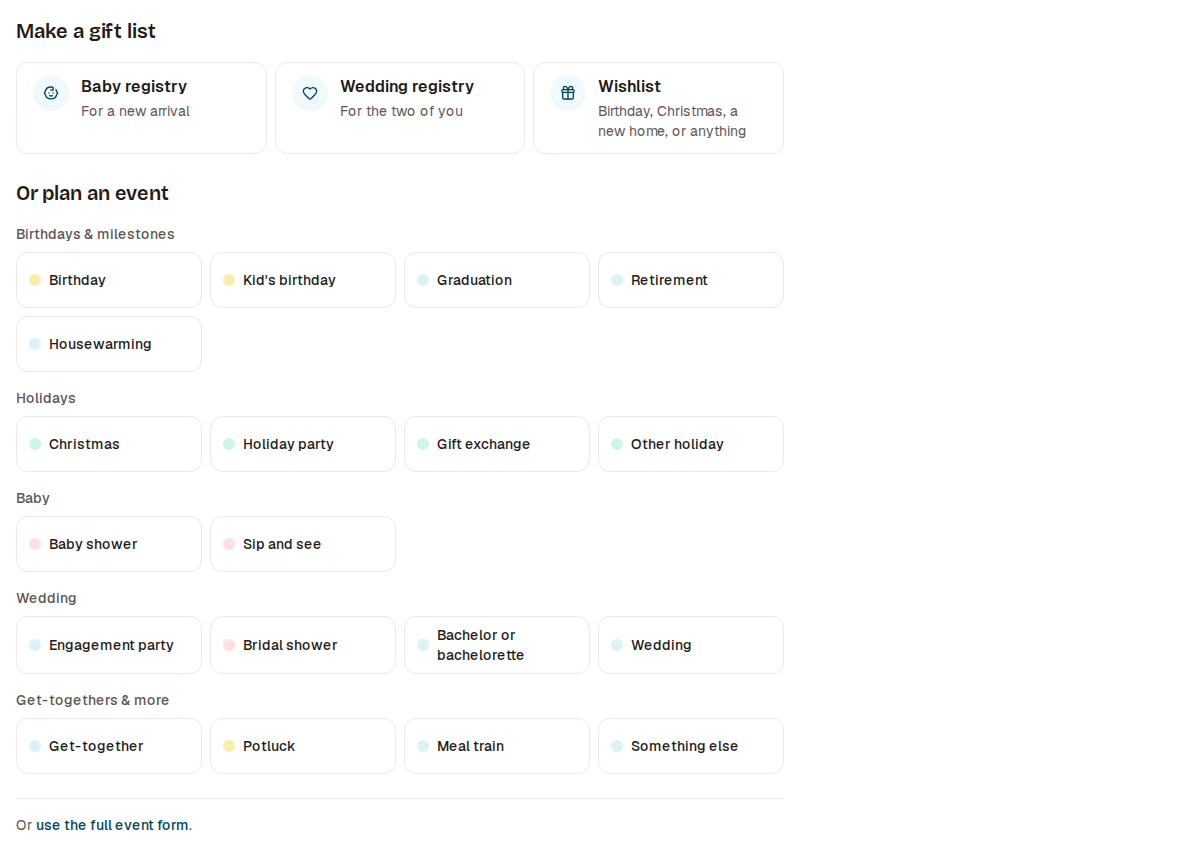 Make a gift list
Baby registry
For a new arrival
Wedding registry
For the two of you
Wishlist
Birthday, Christmas, a
new home, or anything
Or plan an event
Birthdays & milestones
Birthday
Kid's birthday
Graduation
Retirement
Housewarming
Holidays
Christmas
Holiday party
Gift exchange
Other holiday
Baby
Baby shower
Sip and see
Wedding
Engagement party
Bridal shower
Bachelor or
bachelorette
Wedding
Get-togethers & more
Get-together
Potluck
Meal train
Something else
Or use the full event form.